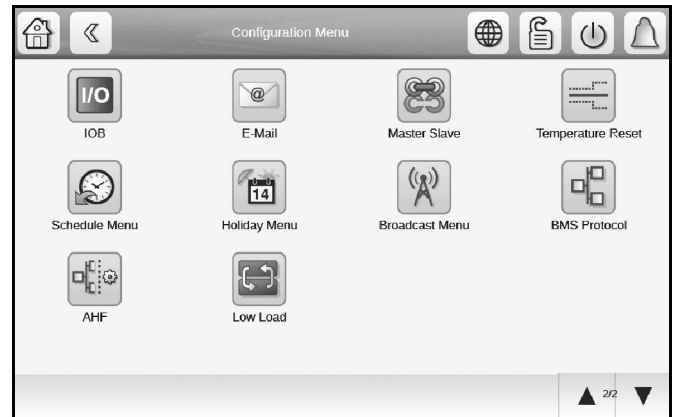 Configuration Menu
I/O
@
14
IOB
E-Mail
Master Slave
Temperature Reset
Schedule Menu
Holiday Menu
Broadcast Menu
BMS Protocol
AHF
Low Load
2/2